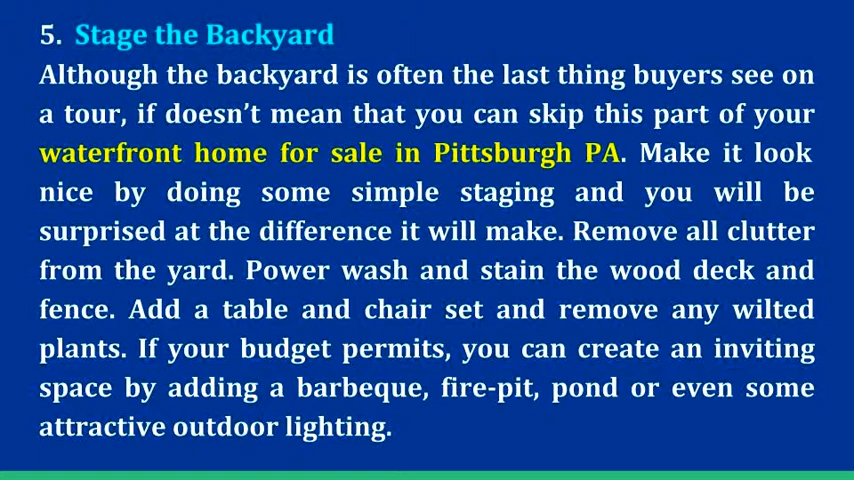 5. Stage the Backyard
Although the backyard is often the last thing buyers see on
a tour, if doesn't mean that you can skip this part of your
waterfront home for sale in Pittsburgh PA. Make it look
nice by doing some simple staging and you will be
surprised at the difference it will make. Remove all clutter
from the yard. Power wash and stain the wood deck and
fence. Add a table and chair set and remove any wilted
plants. If your budget permits, you can create an inviting
space by adding a barbeque, fire-pit, pond or even some
attractive outdoor lighting.